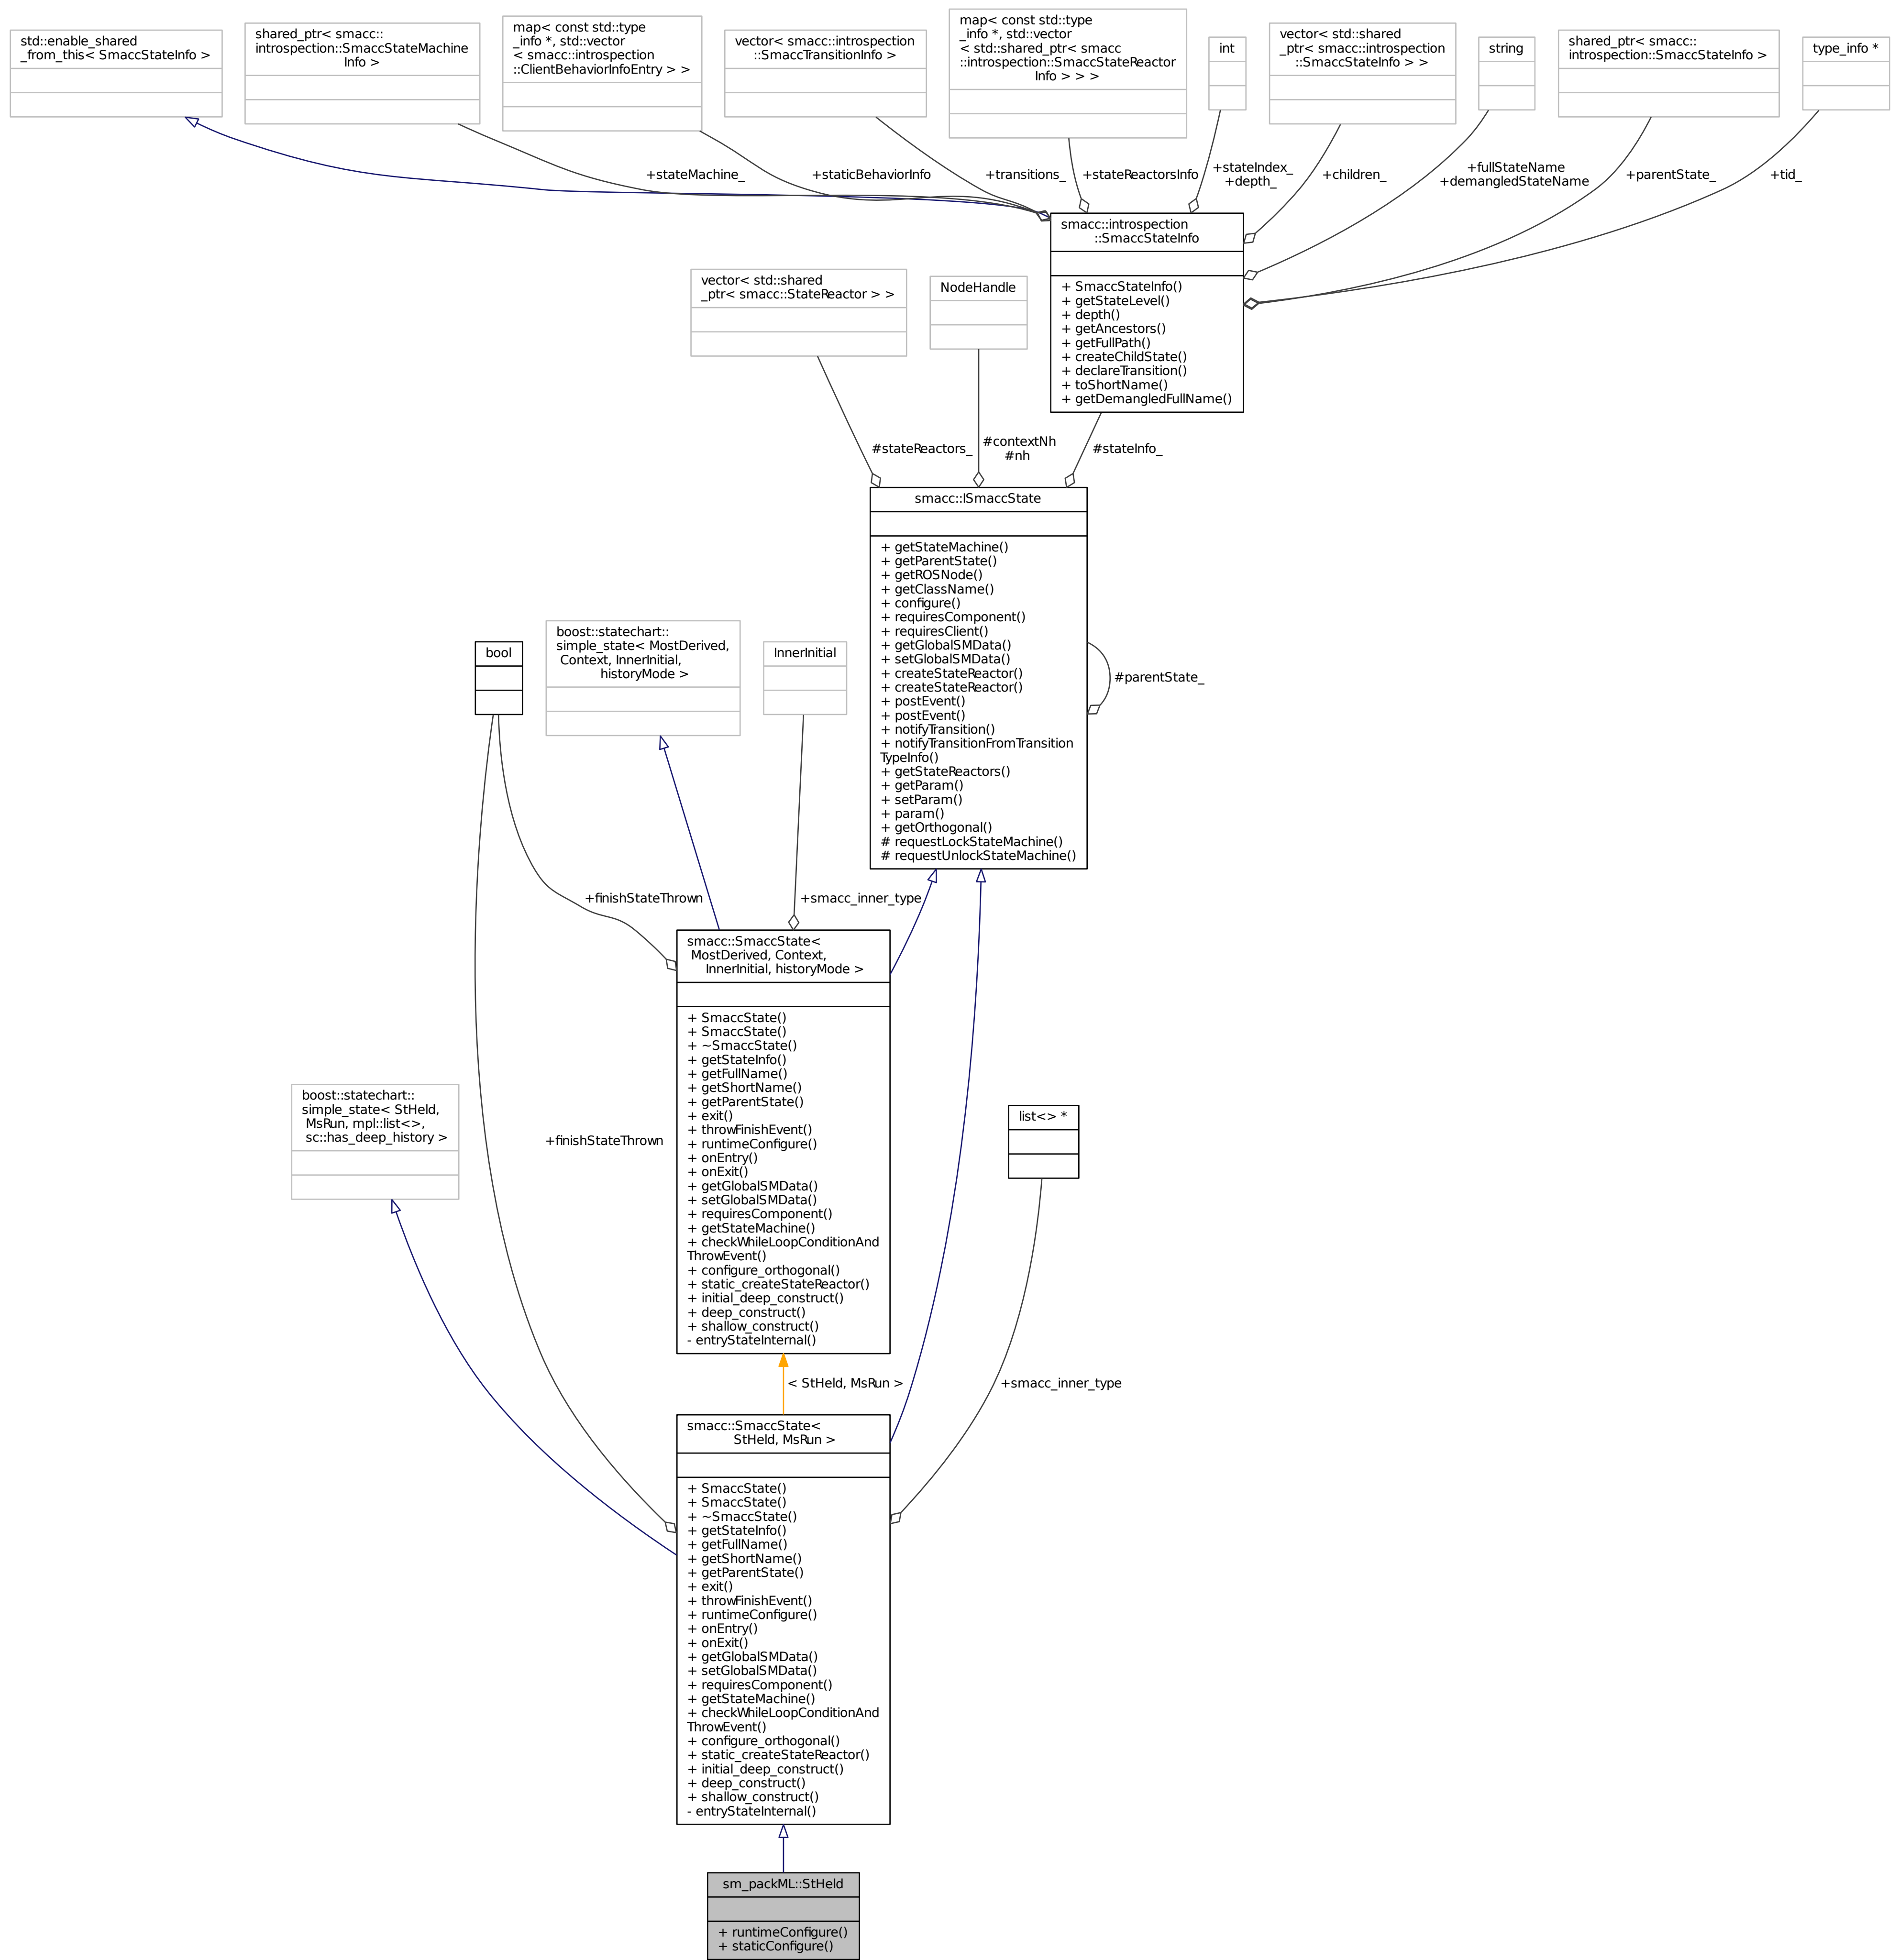 std::enable_shared
_from_this< SmaccStateInfo >
shared_ptr< smacc::
introspection::SmaccStateMachine
Info >
map< const std::type
_info *, std::vector
< smacc::introspection
::ClientBehaviorInfoEntry > >
vector< smacc::introspection
::SmaccTransitionInfo >
map< const std::type
_info *, std::vector
< std::shared_ptr< smacc
::introspection::SmaccStateReactor
Info > > >
int
vector< std::shared
_ptr< smacc::introspection
::SmaccStateInfo > >
string
shared_ptr< smacc::
introspection::SmaccStateInfo >
type_info *
+stateMachine_
+staticBehaviorInfo
+transitions_
+stateReactorsInfo
+stateIndex_
+depth_
+children_
+fullStateName
+demangledStateName
+parentState_
+tid_
smacc::introspection
::SmaccStateInfo
+ SmaccStateInfo()
+ getStateLevel()
+ depth()
+ getAncestors()
+ getFullPath()
+ createChildState()
+ declareTransition()
+ toShortName()
+ getDemangledFullName()
vector< std::shared
_ptr< smacc::StateReactor > >
NodeHandle
#stateReactors_
#contextNh
#nh
#stateInfo_
smacc::ISmaccState
+ getStateMachine()
+ getParentState()
+ getROSNode()
+ getClassName()
+ configure()
+ requiresComponent()
+ requiresClient()
+ getGlobalSMData()
+ setGlobalSMData()
+ createStateReactor()
+ createStateReactor()
+ postEvent()
+ postEvent()
+ notifyTransition()
+ notifyTransitionFromTransition
TypeInfo()
+ getStateReactors()
+ getParam()
+ setParam()
+ param()
+ getOrthogonal()
# requestLockStateMachine()
# requestUnlockStateMachine()
#parentState_
bool
boost::statechart::
simple_state< MostDerived,
Context, InnerInitial,
historyMode >
InnerInitial
+finishStateThrown
+smacc_inner_type
smacc::SmaccState<
MostDerived, Context,
InnerInitial, historyMode >
+ SmaccState()
+ SmaccState()
+ ~SmaccState()
+ getStateInfo()
+ getFullName()
+ getShortName()
+ getParentState()
+ exit()
+ throwFinishEvent()
+ runtimeConfigure()
+ onEntry()
+ onExit()
+ getGlobalSMData()
+ setGlobalSMData()
+ requiresComponent()
+ getStateMachine()
+ checkWhileLoopConditionAnd
ThrowEvent()
+ configure_orthogonal()
+ static_createStateReactor()
+ initial_deep_construct()
+ deep_construct()
+ shallow_construct()
- entryStateInternal()
boost::statechart::
simple_state< StHeld,
MsRun, mpl::list<>,
sc::has_deep_history >
+finishStateThrown
list<> *
< StHeld, MsRun >
+smacc_inner_type
smacc::SmaccState<
StHeld, MsRun >
+ SmaccState()
+ SmaccState()
+ ~SmaccState()
+ getStateInfo()
+ getFullName()
+ getShortName()
+ getParentState()
+ exit()
+ throwFinishEvent()
+ runtimeConfigure()
+ onEntry()
+ onExit()
+ getGlobalSMData()
+ setGlobalSMData()
+ requiresComponent()
+ getStateMachine()
+ checkWhileLoopConditionAnd
ThrowEvent()
+ configure_orthogonal()
+ static_createStateReactor()
+ initial_deep_construct()
+ deep_construct()
+ shallow_construct()
- entryStateInternal()
sm_packML::StHeld
+ runtimeConfigure()
+ staticConfigure()